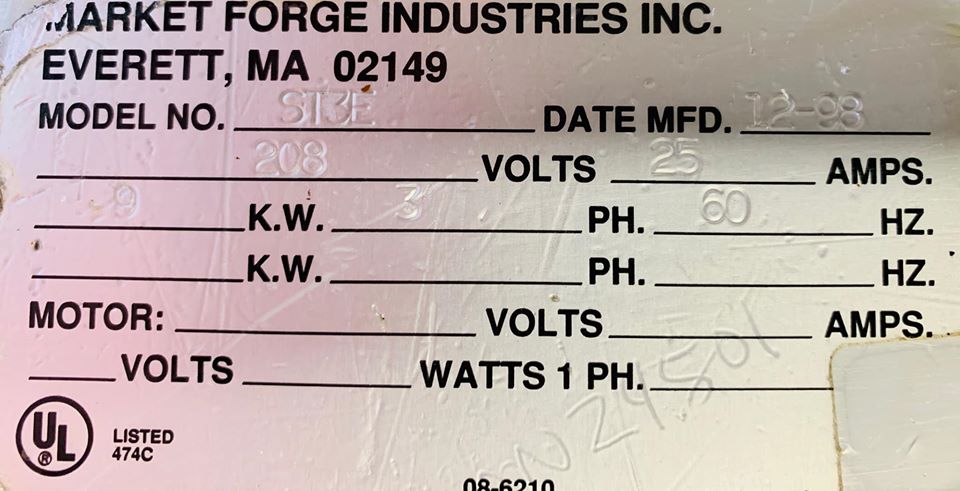 MARKET FORGE INDUSTRIES INC.
EVERETT, MA 02149
MODEL NO. ST3E DATE MFD. 12-98
208 VOLTS 25 AMPS.
9 K.W. 3 PH. 60 HZ.
K.W. PH. HZ.
MOTOR: VOLTS AMPS.
VOLTS WATTS 1 PH.
UL ® LISTED
474C
08-6210